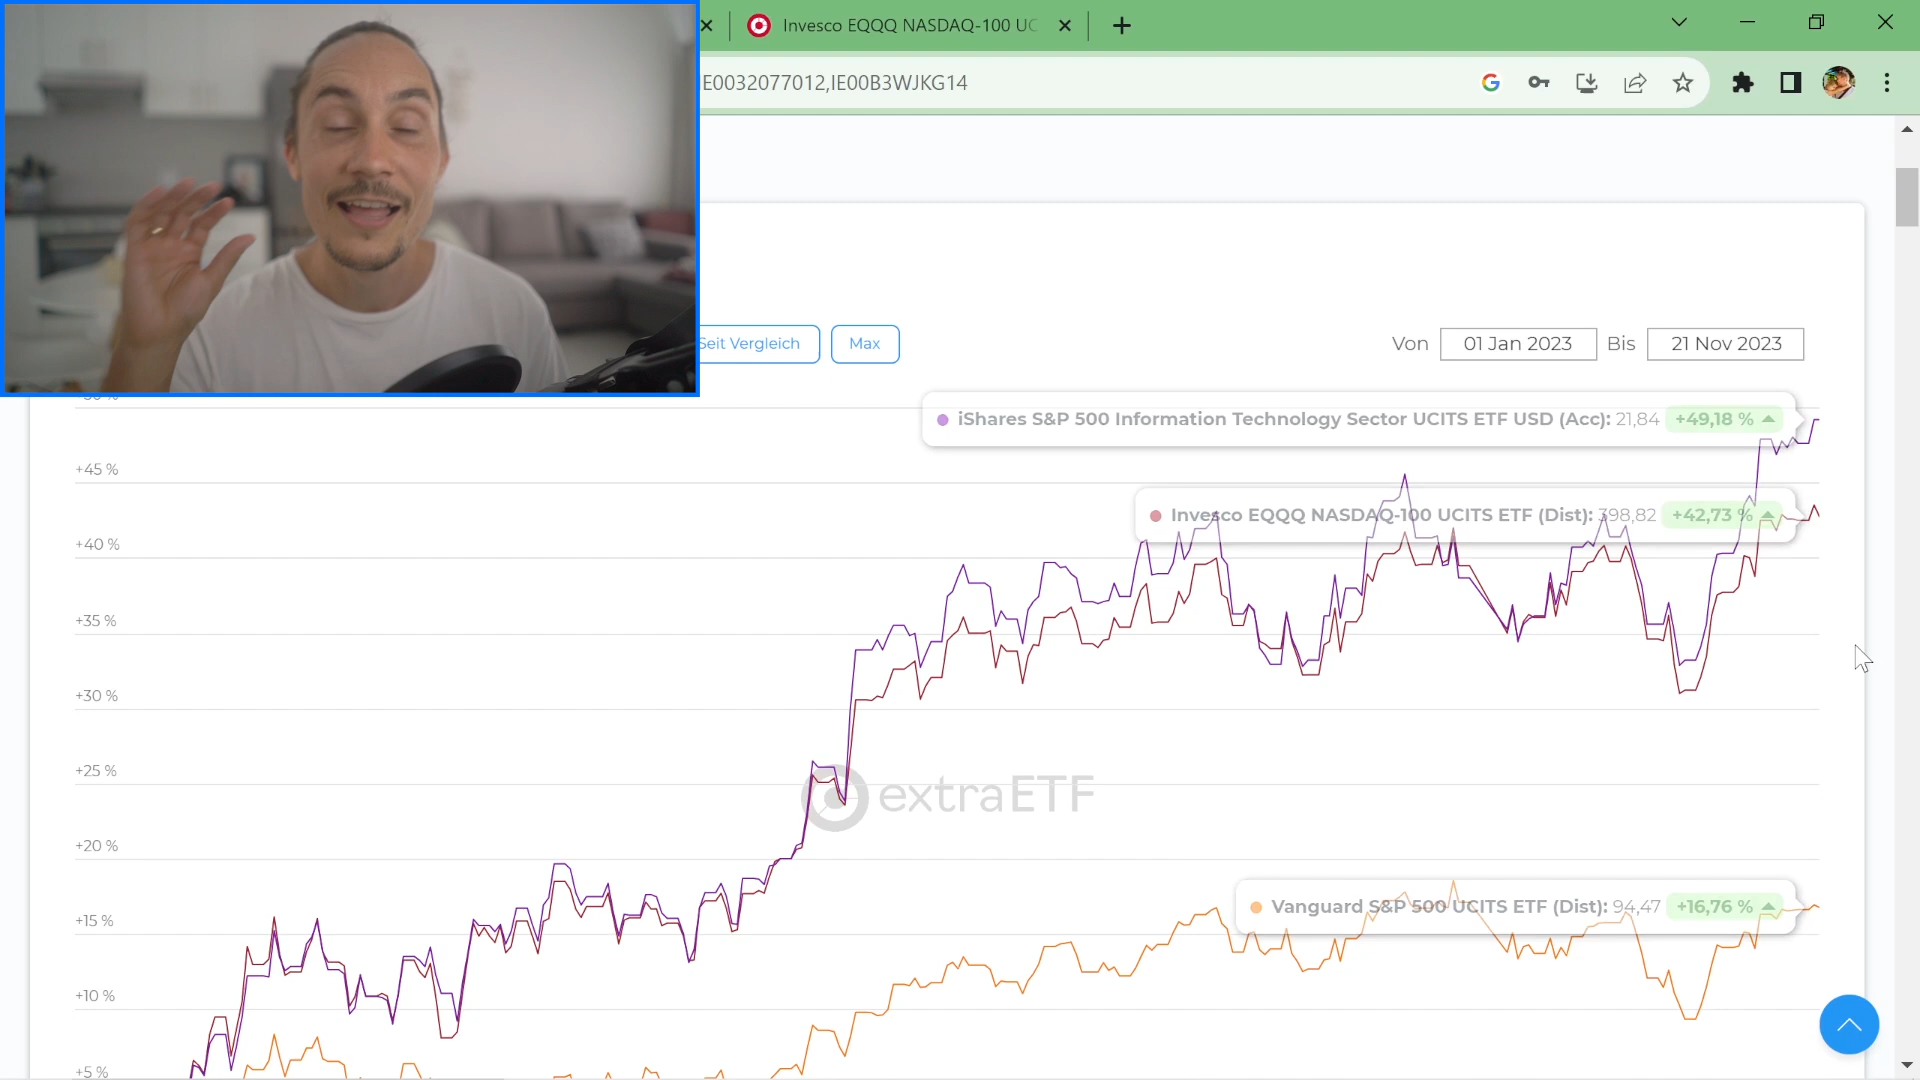 Invesco EQQQ NASDAQ-100 UC
E0032077012,IE00B3WJKG14
Seit Vergleich
Max
Von
01 Jan 2023
Bis
21 Nov 2023
iShares S&P 500 Information Technology Sector UCITS ETF USD (Acc): 21,84 +49,18 %
+45 %
Invesco EQQQ NASDAQ-100 UCITS ETF (Dist): 398,82 +42,73 %
+40 %
+35 %
+30 %
+25 %
extraETF
+20 %
Vanguard S&P 500 UCITS ETF (Dist): 94,47 +16,76 %
+15 %
+10 %
+5 %